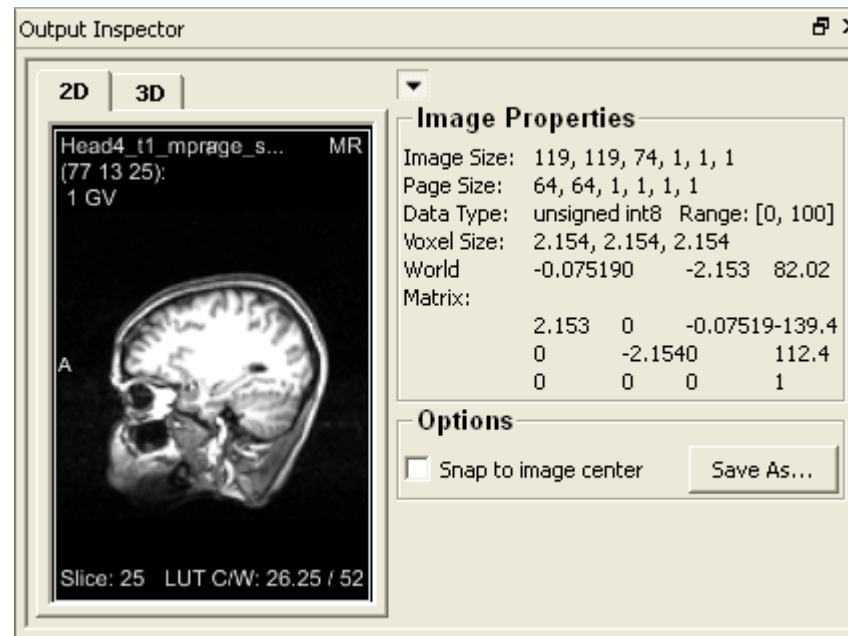 Output Inspector
2D 3D
Head4_t1_mprage_s... MR
(77 13 25):
1 GV
A
Slice: 25 LUT C/W: 26.25 / 52
Image Properties
Image Size: 119, 119, 74, 1, 1, 1
Page Size: 64, 64, 1, 1, 1, 1
Data Type: unsigned int8 Range: [0, 100]
Voxel Size: 2.154, 2.154, 2.154
World -0.075190 -2.153 82.02
Matrix:
2.153 0 -0.07519-139.4
0 -2.1540 112.4
0 0 0 1
Options
Snap to image center Save As...